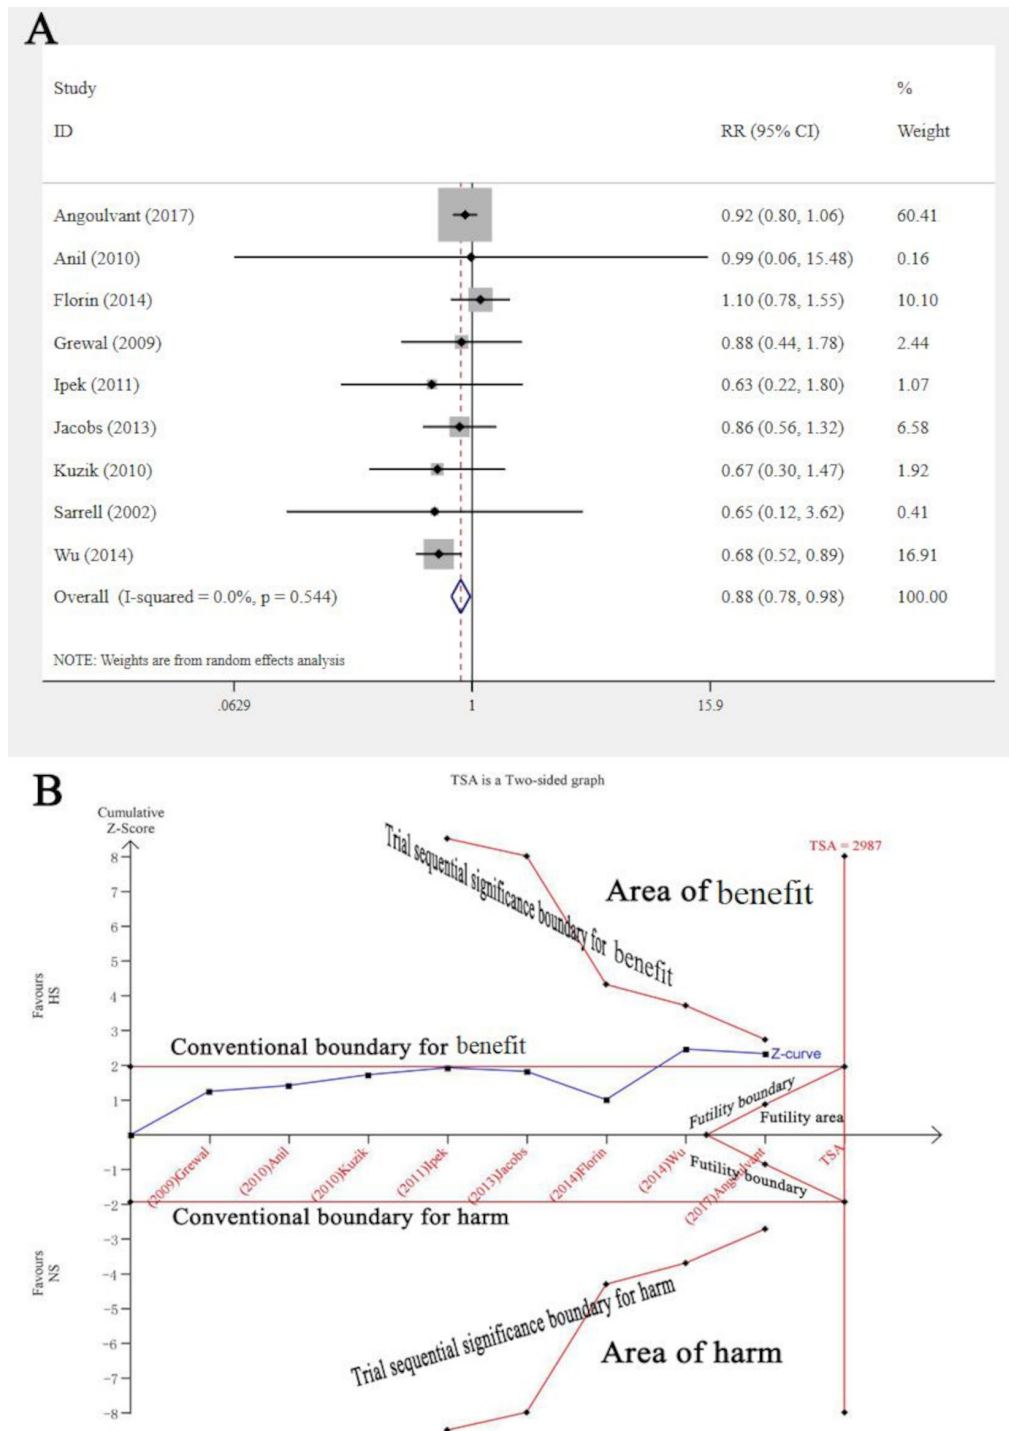 A
Study %
ID RR (95% CI) Weight
Angoulvant (2017) 0.92 (0.80, 1.06) 60.41
Anil (2010) 0.99 (0.06, 15.48) 0.16
Florin (2014) 1.10 (0.78, 1.55) 10.10
Grewal (2009) 0.88 (0.44, 1.78) 2.44
Ipek (2011) 0.63 (0.22, 1.80) 1.07
Jacobs (2013) 0.86 (0.56, 1.32) 6.58
Kuzik (2010) 0.67 (0.30, 1.47) 1.92
Sarrell (2002) 0.65 (0.12, 3.62) 0.41
Wu (2014) 0.68 (0.52, 0.89) 16.91
Overall (I-squared = 0.0%, p = 0.544) 0.88 (0.78, 0.98) 100.00
NOTE: Weights are from random effects analysis
.0629 1 15.9
B
TSA is a Two-sided graph
Cumulative
Z-Score
TSA = 2987
8
7
6
5
4
3
2
1
-1
-2
-3
-4
-5
-6
-7
-8
Favours
HS
Favours
NS
Trial sequential significance boundary for benefit
Area of benefit
Conventional boundary for benefit
Z-curve
Futility boundary
Futility area
Futility boundary
(2009)Grewal
(2010)Anil
(2010)Kuzik
(2011)Ipek
(2013)Jacobs
(2014)Florin
(2014)Wu
(2017)Angoulvant
TSA
Conventional boundary for harm
Trial sequential significance boundary for harm
Area of harm